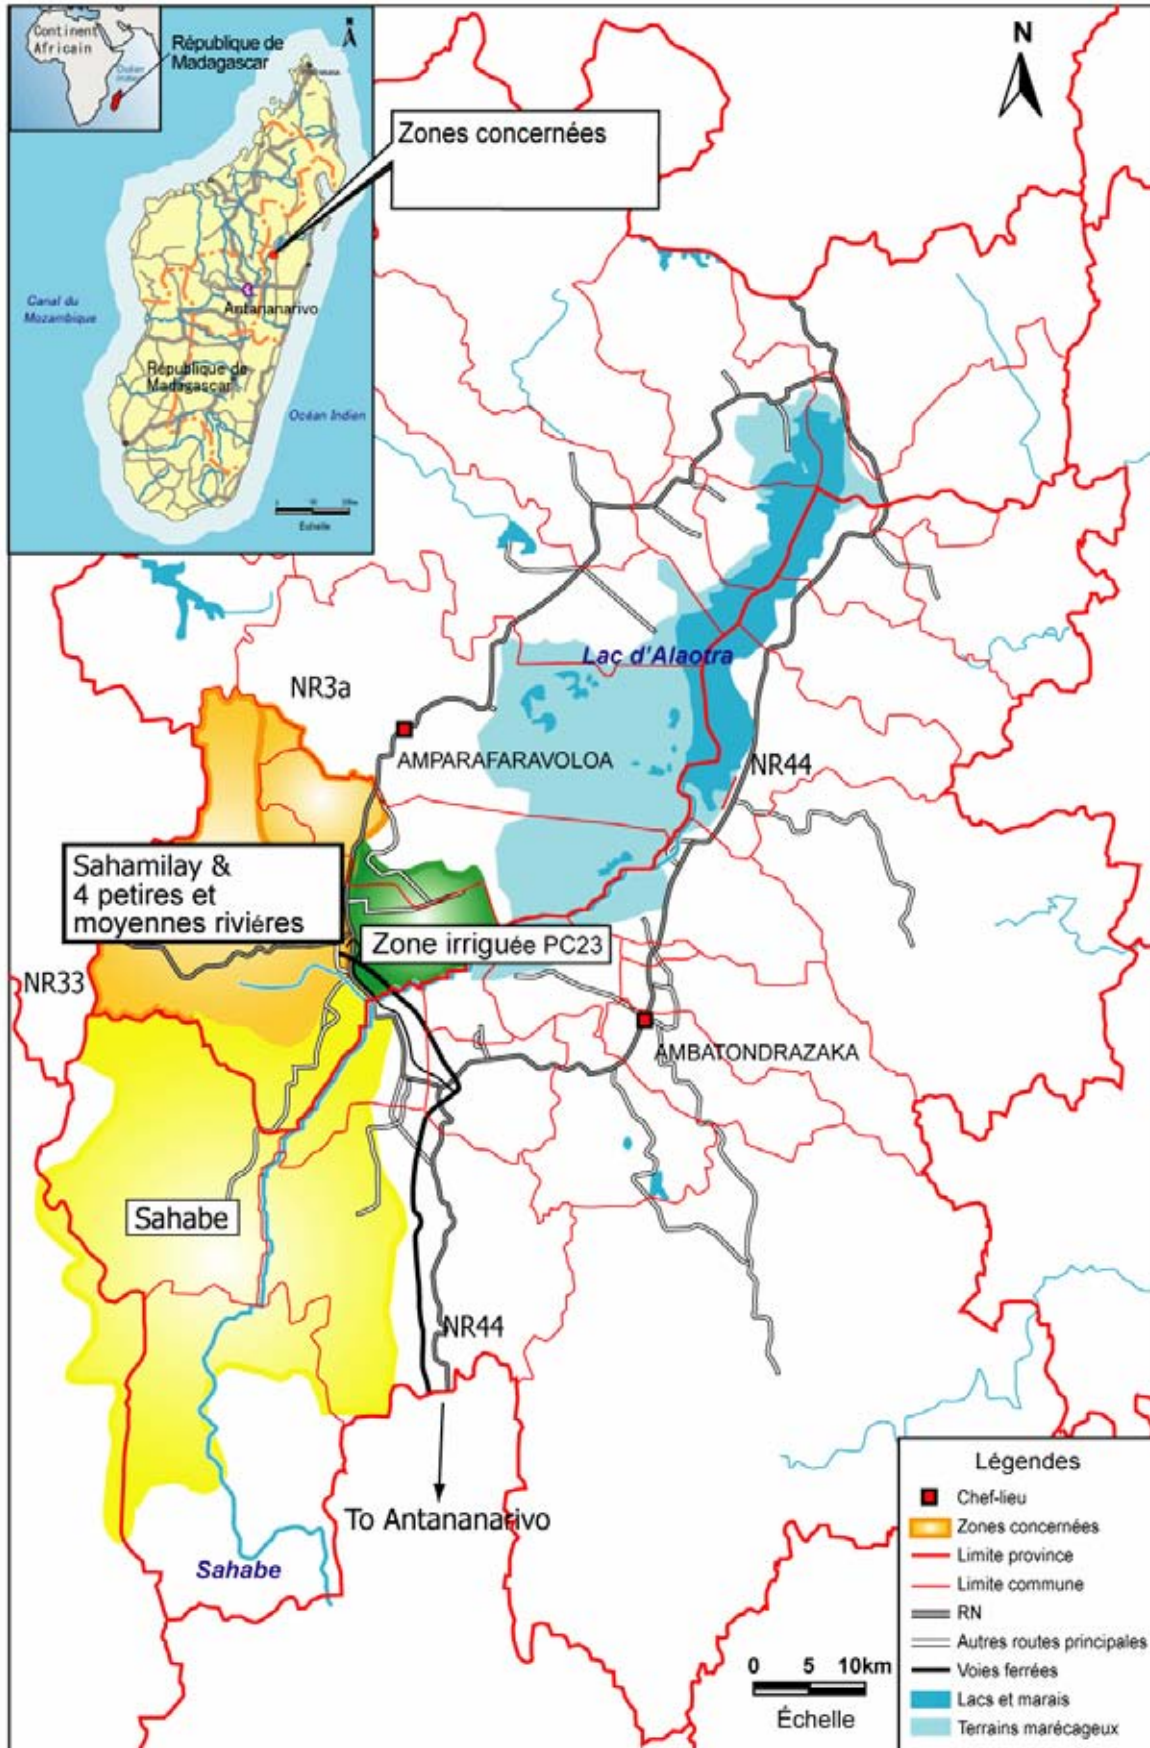 Continent
Africain
Océan
République de
Madagascar
N
Zones concernées
N
Canal du
Mozambique
Antananarivo
République de
Madagascar
Océan Indien
Échelle
Lac d'Alaotra
NR3a
AMPARAFARAVOLOA
NR44
Sahamilay &
4 petires et
moyennes riviéres
Zone irriguée PC23
NR33
AMBATONDRAZAKA
Sahabe
NR44
To Antananarivo
Sahabe
0 5 10km
Échelle
Légendes
Chef-lieu
Zones concernées
Limite province
Limite commune
RN
Autres routes principales
Voies ferrées
Lacs et marais
Terrains marécageux